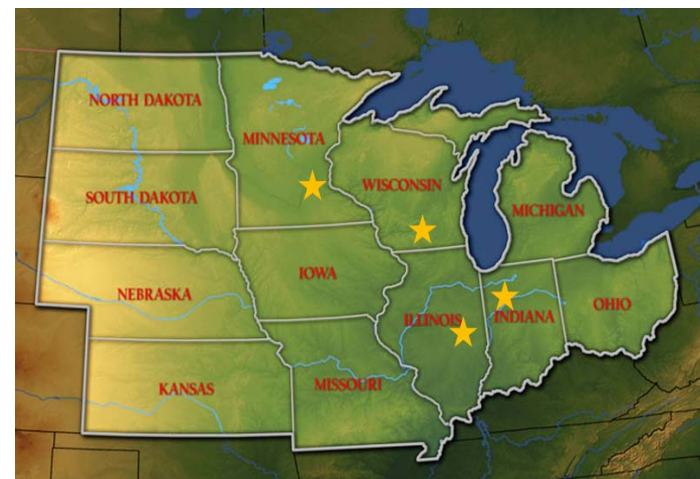 NORTH DAKOTA
MINNESOTA
SOUTH DAKOTA
WISCONSIN
MICHIGAN
NEBRASKA
IOWA
ILLINOIS
INDIANA
OHIO
KANSAS
MISSOURI